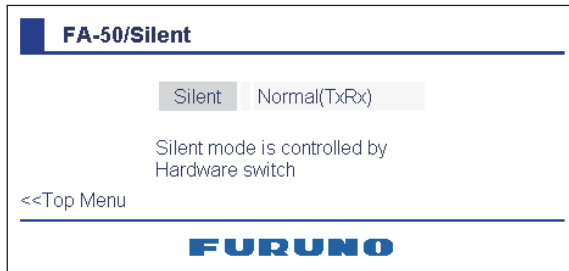 FA-50/Silent
Silent Normal(TxRx)
Silent mode is controlled by
Hardware switch
<<Top Menu
FURUNO